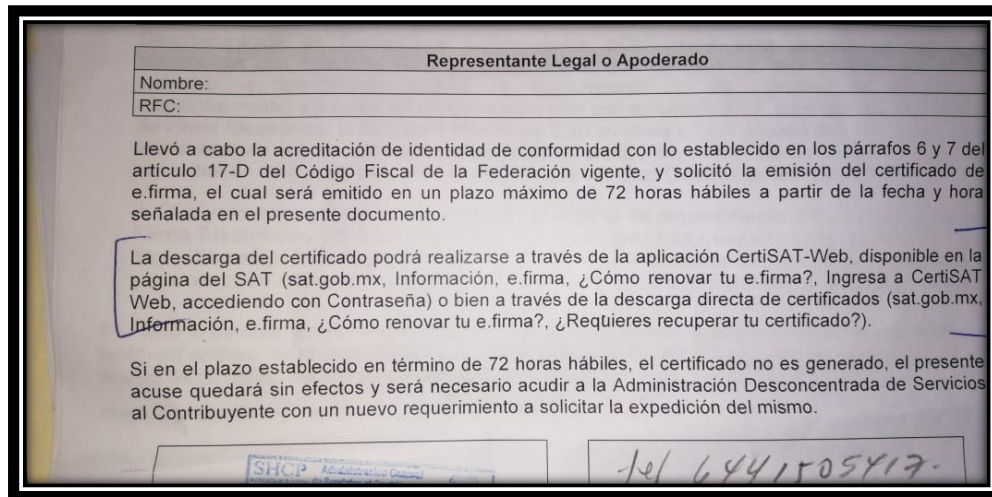 Representante Legal o Apoderado
Nombre:
RFC:
Llevó a cabo la acreditación de identidad de conformidad con lo establecido en los párrafos 6 y 7 del
artículo 17-D del Código Fiscal de la Federación vigente, y solicitó la emisión del certificado de
e.firma, el cual será emitido en un plazo máximo de 72 horas hábiles a partir de la fecha y hora
señalada en el presente documento.
La descarga del certificado podrá realizarse a través de la aplicación CertiSAT-Web, disponible en la
página del SAT (sat.gob.mx, Información, e.firma, ¿Cómo renovar tu e.firma?, Ingresa a CertiSAT
Web, accediendo con Contraseña) o bien a través de la descarga directa de certificados (sat.gob.mx,
Información, e.firma, ¿Cómo renovar tu e.firma?, ¿Requieres recuperar tu certificado?).
Si en el plazo establecido en término de 72 horas hábiles, el certificado no es generado, el presente
acuse quedará sin efectos y será necesario acudir a la Administración Desconcentrada de Servicios
al Contribuyente con un nuevo requerimiento a solicitar la expedición del mismo.
SHCP Administración General
tel 6441505417.